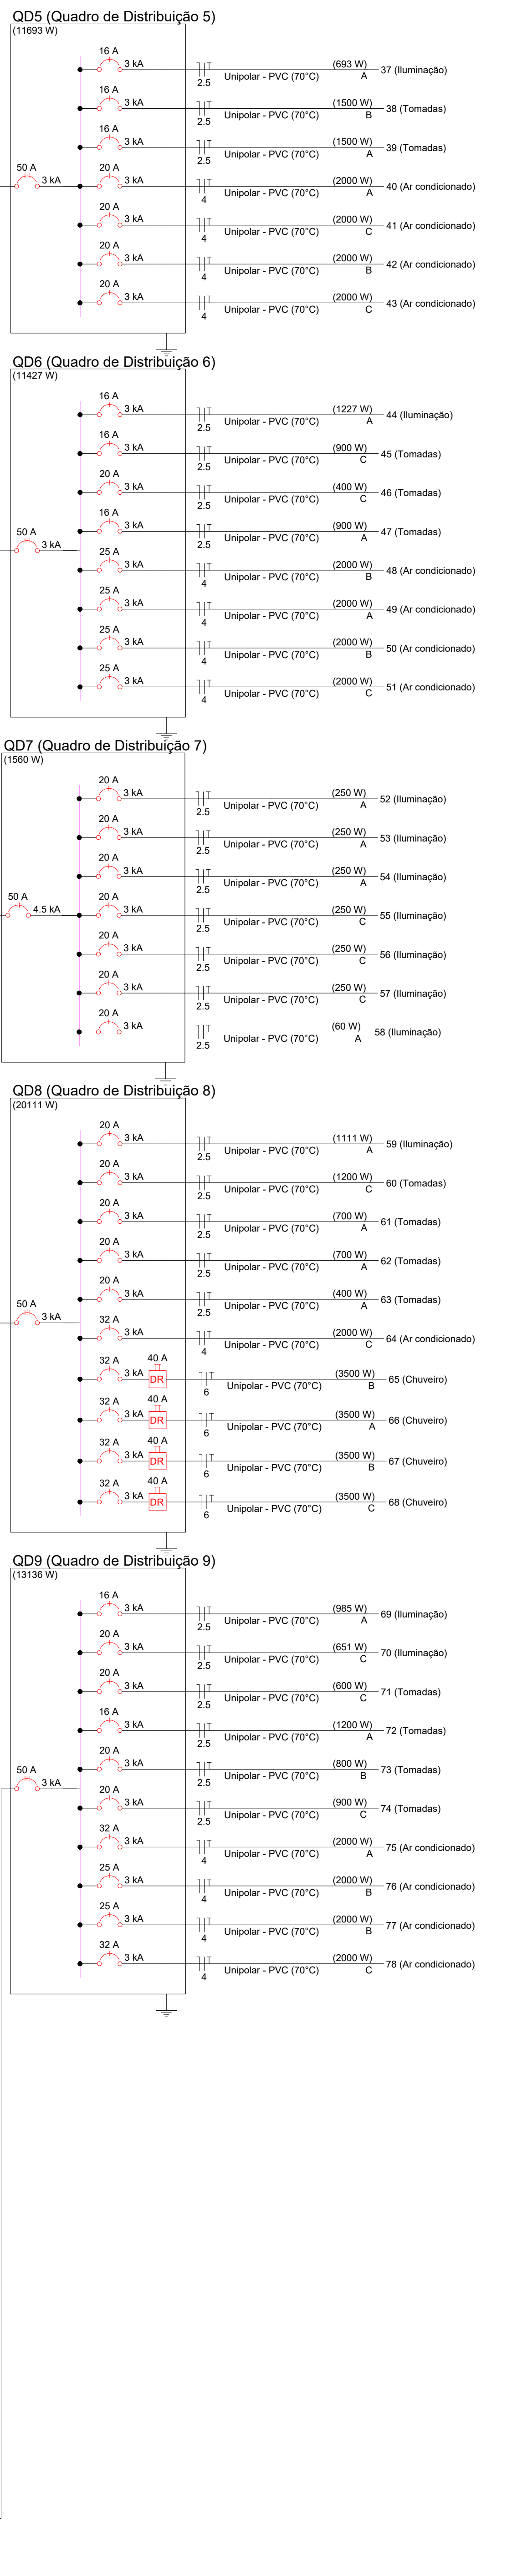 QD5 (Quadro de Distribuição 5)
(11693 W)
16 A
3 kA
2.5
Unipolar - PVC (70°C)
(693 W)
A
37 (Iluminação)
16 A
3 kA
2.5
Unipolar - PVC (70°C)
(1500 W)
B
38 (Tomadas)
16 A
3 kA
2.5
Unipolar - PVC (70°C)
(1500 W)
A
39 (Tomadas)
50 A
3 kA
20 A
3 kA
4
Unipolar - PVC (70°C)
(2000 W)
A
40 (Ar condicionado)
20 A
3 kA
4
Unipolar - PVC (70°C)
(2000 W)
C
41 (Ar condicionado)
20 A
3 kA
4
Unipolar - PVC (70°C)
(2000 W)
B
42 (Ar condicionado)
20 A
3 kA
4
Unipolar - PVC (70°C)
(2000 W)
C
43 (Ar condicionado)
QD6 (Quadro de Distribuição 6)
(11427 W)
16 A
3 kA
2.5
Unipolar - PVC (70°C)
(1227 W)
A
44 (Iluminação)
16 A
3 kA
2.5
Unipolar - PVC (70°C)
(900 W)
C
45 (Tomadas)
20 A
3 kA
2.5
Unipolar - PVC (70°C)
(400 W)
C
46 (Tomadas)
16 A
3 kA
2.5
Unipolar - PVC (70°C)
(900 W)
A
47 (Tomadas)
50 A
3 kA
25 A
3 kA
4
Unipolar - PVC (70°C)
(2000 W)
B
48 (Ar condicionado)
25 A
3 kA
4
Unipolar - PVC (70°C)
(2000 W)
A
49 (Ar condicionado)
25 A
3 kA
4
Unipolar - PVC (70°C)
(2000 W)
B
50 (Ar condicionado)
25 A
3 kA
4
Unipolar - PVC (70°C)
(2000 W)
C
51 (Ar condicionado)
QD7 (Quadro de Distribuição 7)
(1560 W)
20 A
3 kA
2.5
Unipolar - PVC (70°C)
(250 W)
A
52 (Iluminação)
20 A
3 kA
2.5
Unipolar - PVC (70°C)
(250 W)
A
53 (Iluminação)
20 A
3 kA
2.5
Unipolar - PVC (70°C)
(250 W)
A
54 (Iluminação)
50 A
4.5 kA
20 A
3 kA
2.5
Unipolar - PVC (70°C)
(250 W)
C
55 (Iluminação)
20 A
3 kA
2.5
Unipolar - PVC (70°C)
(250 W)
C
56 (Iluminação)
20 A
3 kA
2.5
Unipolar - PVC (70°C)
(250 W)
C
57 (Iluminação)
20 A
3 kA
2.5
Unipolar - PVC (70°C)
(60 W)
A
58 (Iluminação)
QD8 (Quadro de Distribuição 8)
(20111 W)
20 A
3 kA
2.5
Unipolar - PVC (70°C)
(1111 W)
A
59 (Iluminação)
20 A
3 kA
2.5
Unipolar - PVC (70°C)
(1200 W)
C
60 (Tomadas)
20 A
3 kA
2.5
Unipolar - PVC (70°C)
(700 W)
A
61 (Tomadas)
20 A
3 kA
2.5
Unipolar - PVC (70°C)
(700 W)
A
62 (Tomadas)
20 A
3 kA
2.5
Unipolar - PVC (70°C)
(400 W)
A
63 (Tomadas)
50 A
3 kA
32 A
3 kA
4
Unipolar - PVC (70°C)
(2000 W)
C
64 (Ar condicionado)
32 A
3 kA
40 A
DR
6
Unipolar - PVC (70°C)
(3500 W)
B
65 (Chuveiro)
32 A
3 kA
40 A
DR
6
Unipolar - PVC (70°C)
(3500 W)
A
66 (Chuveiro)
32 A
3 kA
40 A
DR
6
Unipolar - PVC (70°C)
(3500 W)
B
67 (Chuveiro)
32 A
3 kA
40 A
DR
6
Unipolar - PVC (70°C)
(3500 W)
C
68 (Chuveiro)
QD9 (Quadro de Distribuição 9)
(13136 W)
16 A
3 kA
2.5
Unipolar - PVC (70°C)
(985 W)
A
69 (Iluminação)
20 A
3 kA
2.5
Unipolar - PVC (70°C)
(651 W)
C
70 (Iluminação)
20 A
3 kA
2.5
Unipolar - PVC (70°C)
(600 W)
C
71 (Tomadas)
16 A
3 kA
2.5
Unipolar - PVC (70°C)
(1200 W)
A
72 (Tomadas)
50 A
3 kA
20 A
3 kA
2.5
Unipolar - PVC (70°C)
(800 W)
B
73 (Tomadas)
20 A
3 kA
2.5
Unipolar - PVC (70°C)
(900 W)
C
74 (Tomadas)
32 A
3 kA
4
Unipolar - PVC (70°C)
(2000 W)
A
75 (Ar condicionado)
25 A
3 kA
4
Unipolar - PVC (70°C)
(2000 W)
B
76 (Ar condicionado)
25 A
3 kA
4
Unipolar - PVC (70°C)
(2000 W)
B
77 (Ar condicionado)
32 A
3 kA
4
Unipolar - PVC (70°C)
(2000 W)
C
78 (Ar condicionado)